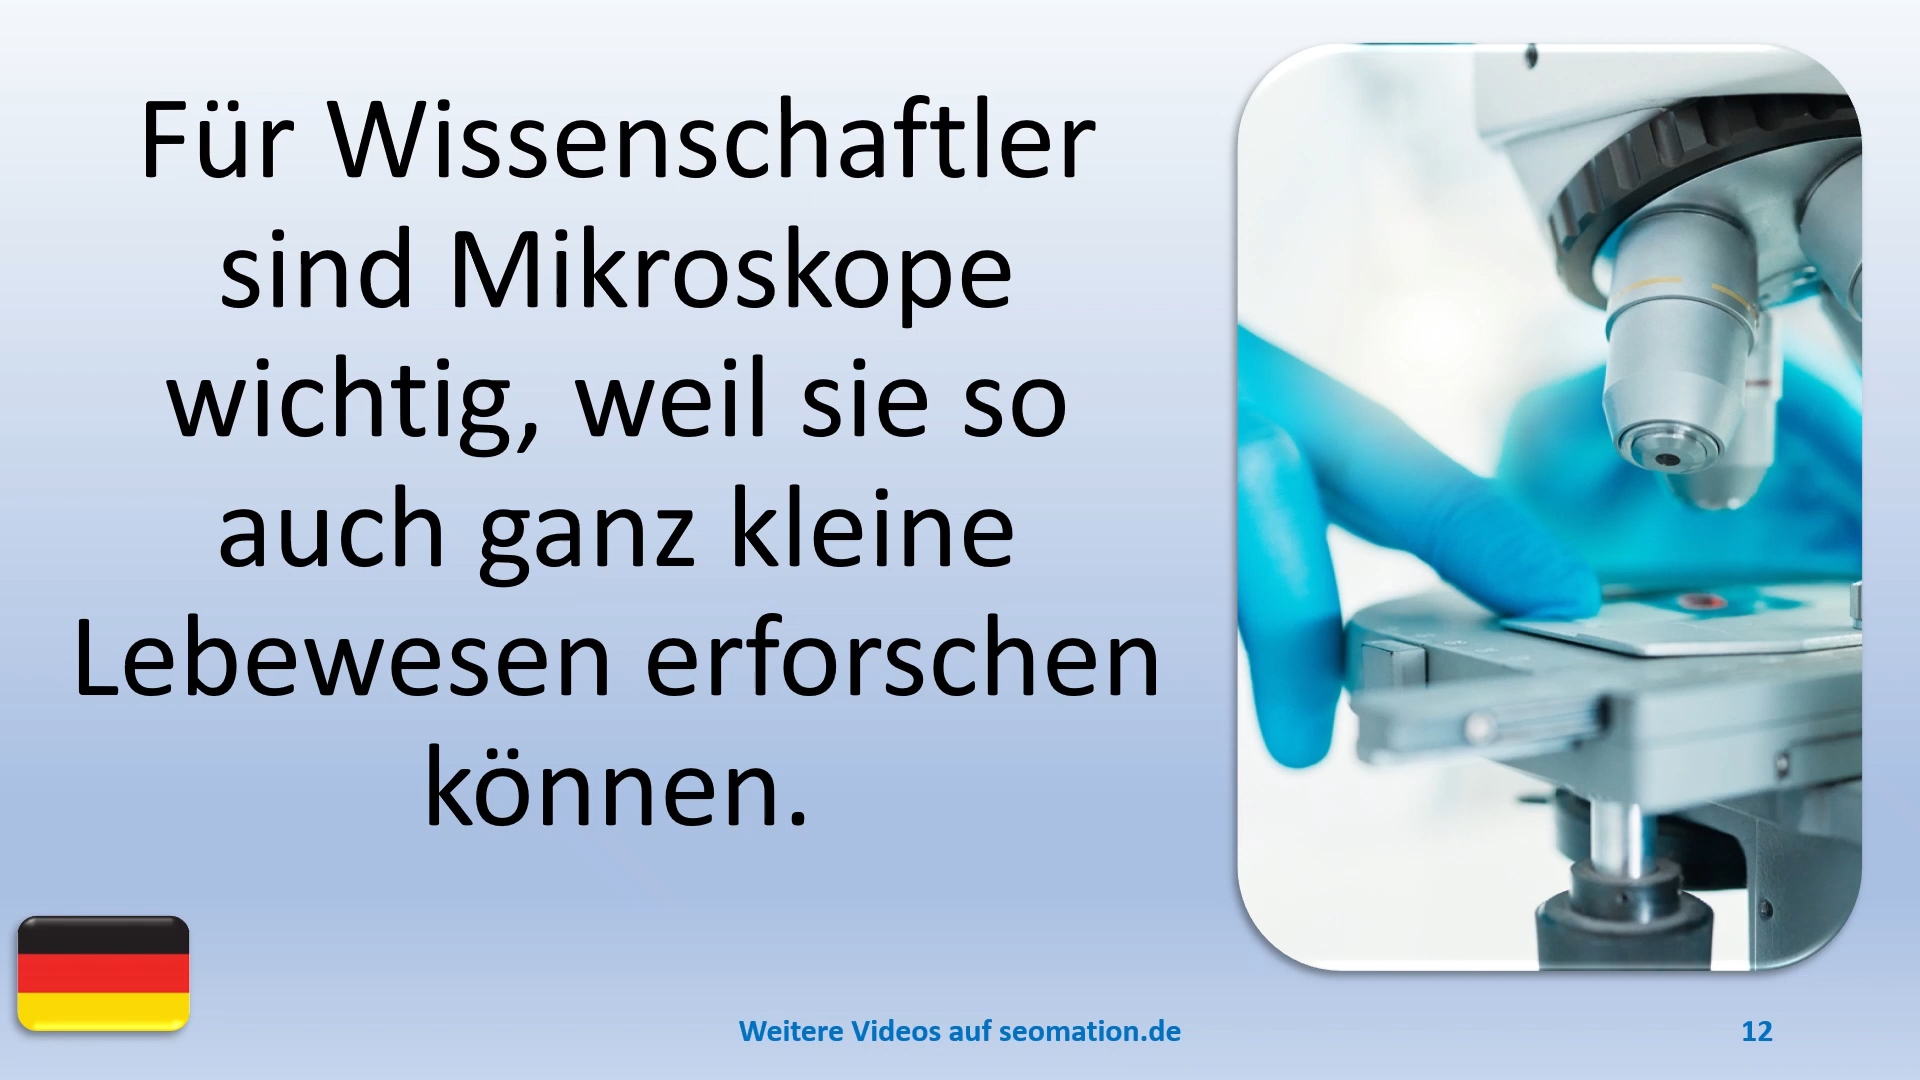 Für Wissenschaftler
sind Mikroskope
wichtig, weil sie so
auch ganz kleine
Lebewesen erforschen
können.
Weitere Videos auf seomation.de
12